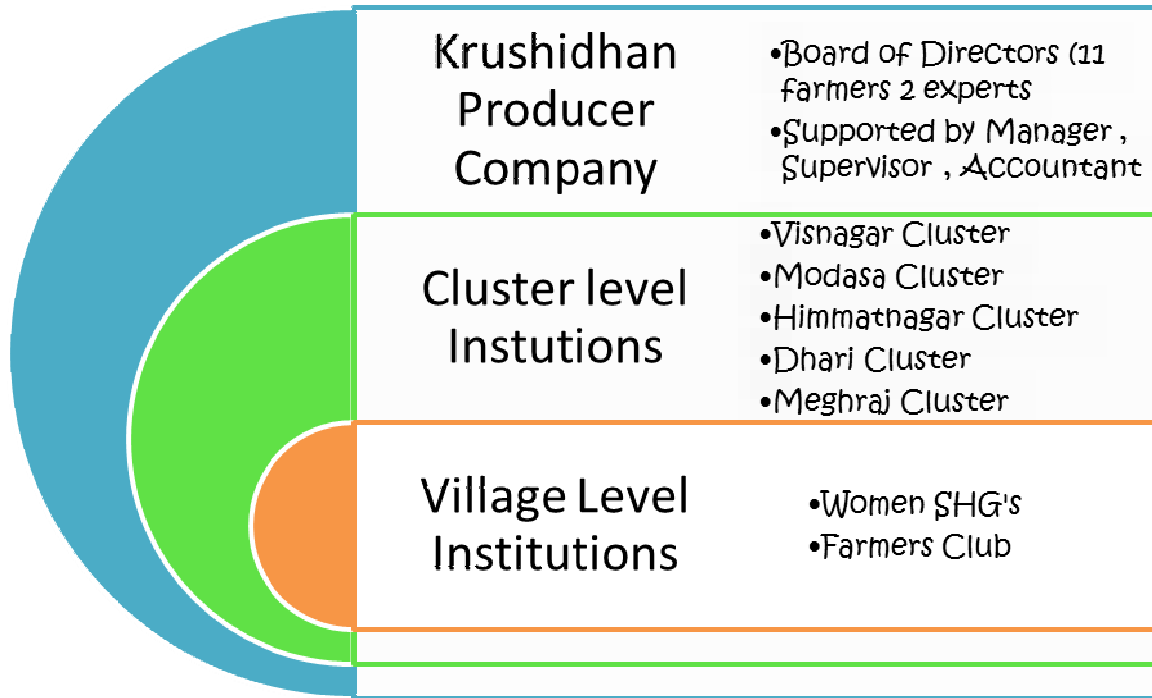 Krushidhan
Producer
Company
•Board of Directors (11
farmers 2 experts
•Supported by Manager ,
Supervisor , Accountant
Cluster level
Instutions
•Visnagar Cluster
•Modasa Cluster
•Himmatnagar Cluster
•Dhari Cluster
•Meghraj Cluster
Village Level
Institutions
•Women SHG's
•Farmers Club